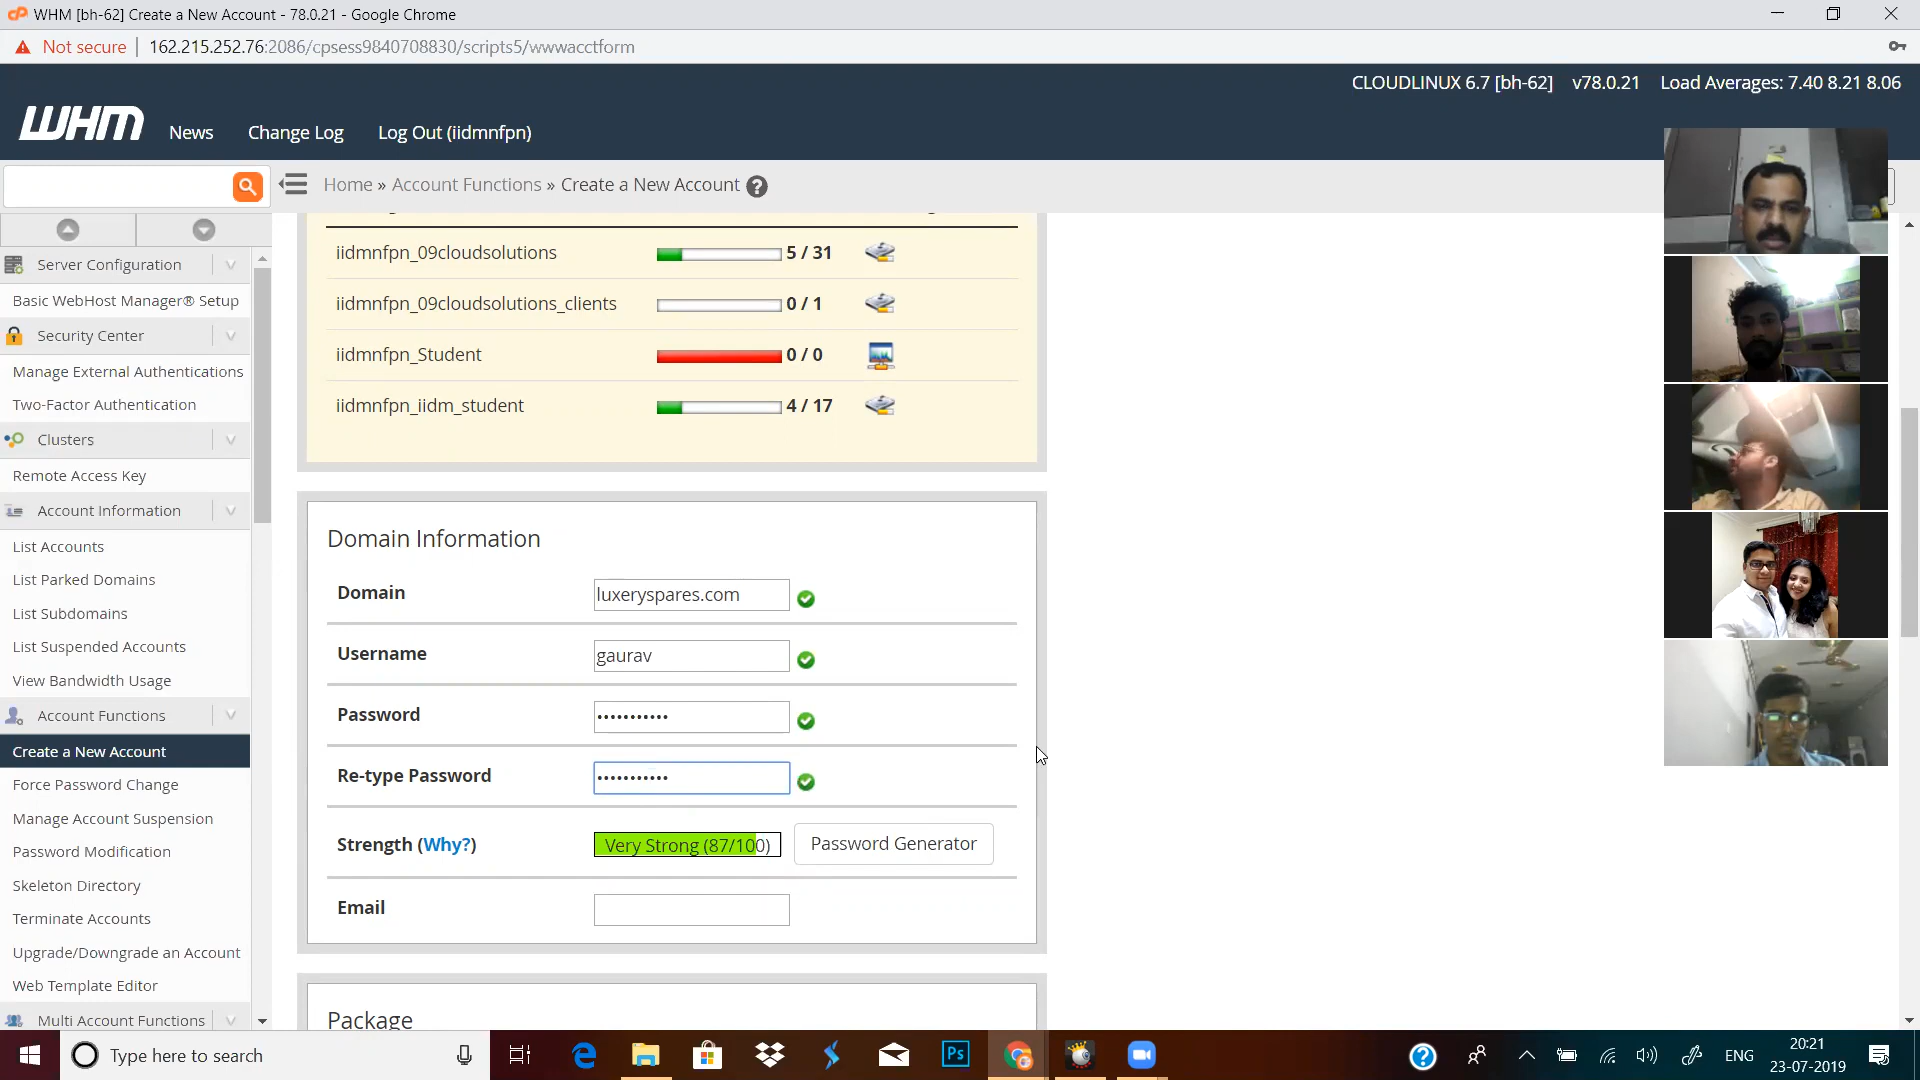 WHM [bh-62] Create a New Account - 78.0.21 - Google Chrome
Not secure | 162.215.252.76:2086/cpsess9840708830/scripts5/wwwacctform
CLOUDLINUX 6.7 [bh-62] v78.0.21 Load Averages: 7.40 8.21 8.06
WHM News Change Log Log Out (iidmnfpn)
Home » Account Functions » Create a New Account
Server Configuration
Basic WebHost Manager® Setup
Security Center
Manage External Authentications
Two-Factor Authentication
Clusters
Remote Access Key
Account Information
List Accounts
List Parked Domains
List Subdomains
List Suspended Accounts
View Bandwidth Usage
Account Functions
Create a New Account
Force Password Change
Manage Account Suspension
Password Modification
Skeleton Directory
Terminate Accounts
Upgrade/Downgrade an Account
Web Template Editor
Multi Account Functions
iidmnfpn_09cloudsolutions 5 / 31
iidmnfpn_09cloudsolutions_clients 0 / 1
iidmnfpn_Student 0 / 0
iidmnfpn_iidm_student 4 / 17
Domain Information
Domain luxeryspares.com
Username gaurav
Password •••••••••••
Re-type Password •••••••••••
Strength (Why?) Very Strong (87/100) Password Generator
Email
Package
Type here to search
Ps
ENG
20:21
23-07-2019